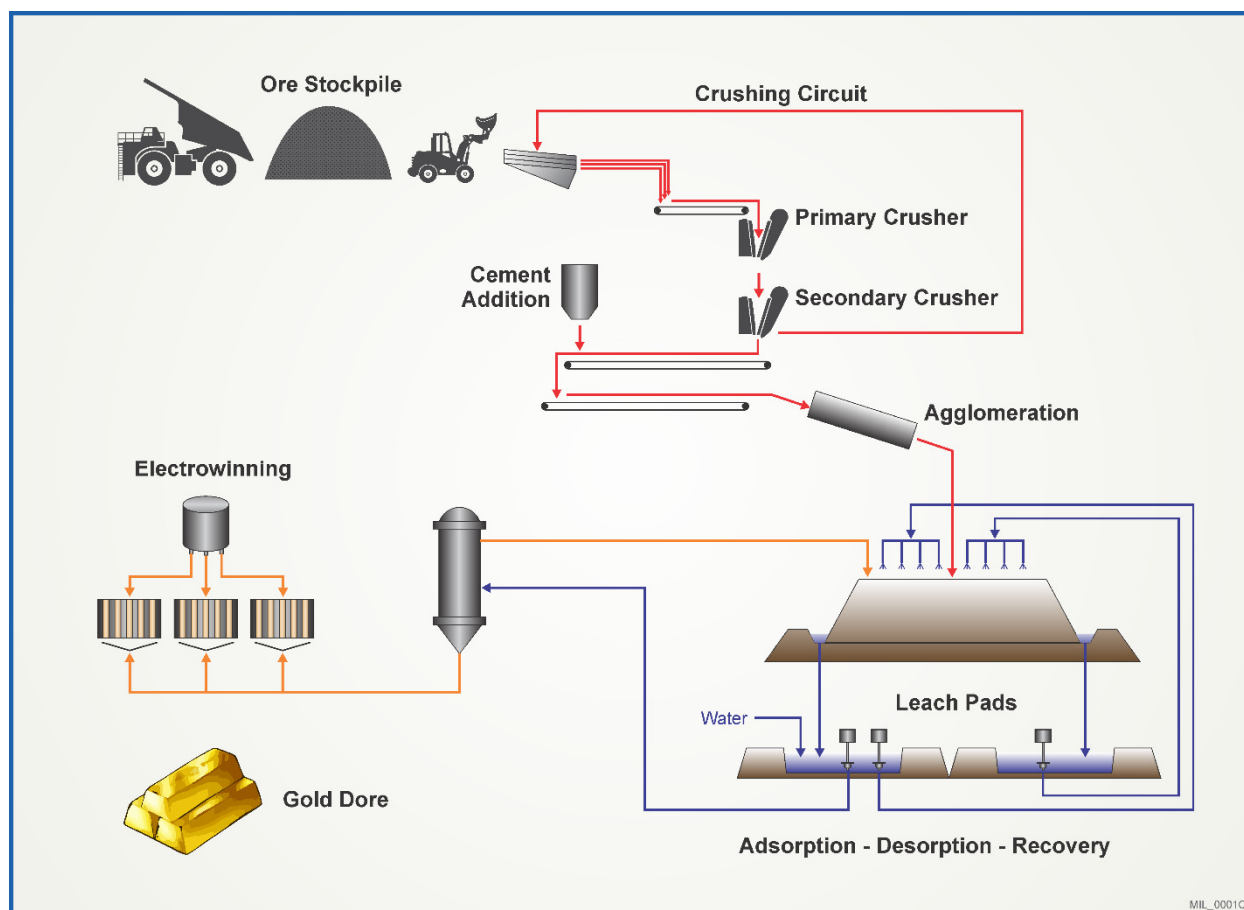 Ore Stockpile
Crushing Circuit
Primary Crusher
Cement
Addition
Secondary Crusher
Agglomeration
Electrowinning
Leach Pads
Water
Gold Dore
Adsorption - Desorption - Recovery